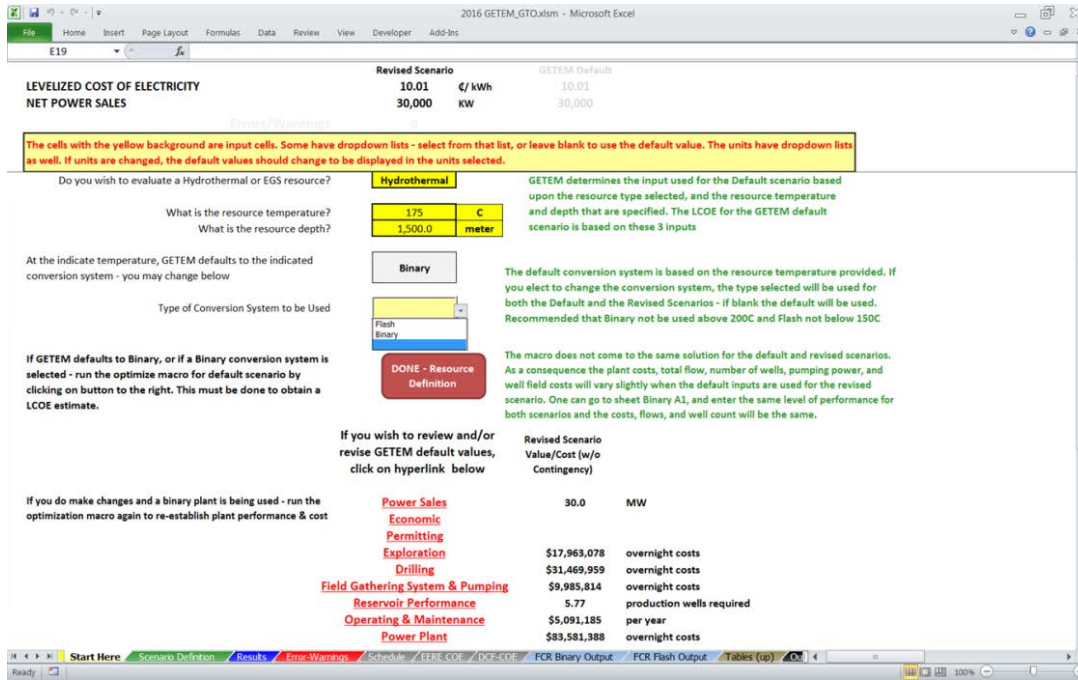 2016 GETEM_GTO.xlsm - Microsoft Excel
File Home Insert Page Layout Formulas Data Review View Developer Add-Ins
E19 fx
Revised Scenario GETEM Default
LEVELIZED COST OF ELECTRICITY 10.01 ₵/ kWh 10.01
NET POWER SALES 30,000 KW 30,000
Errors/Warnings 0
The cells with the yellow background are input cells. Some have dropdown lists - select from that list, or leave blank to use the default value. The units have dropdown lists
as well. If units are changed, the default values should change to be displayed in the units selected.
Do you wish to evaluate a Hydrothermal or EGS resource? Hydrothermal
GETEM determines the input used for the Default scenario based
upon the resource type selected, and the resource temperature
and depth that are specified. The LCOE for the GETEM default
scenario is based on these 3 inputs
What is the resource temperature? 175 C
What is the resource depth? 1,500.0 meter
At the indicate temperature, GETEM defaults to the indicated
conversion system - you may change below
Binary
The default conversion system is based on the resource temperature provided. If
you elect to change the conversion system, the type selected will be used for
both the Default and the Revised Scenarios - if blank the default will be used.
Recommended that Binary not be used above 200C and Flash not below 150C
Type of Conversion System to be Used
Flash
Binary
If GETEM defaults to Binary, or if a Binary conversion system is
selected - run the optimize macro for default scenario by
clicking on button to the right. This must be done to obtain a
LCOE estimate.
DONE - Resource
Definition
The macro does not come to the same solution for the default and revised scenarios.
As a consequence the plant costs, total flow, number of wells, pumping power, and
well field costs will vary slightly when the default inputs are used for the revised
scenario. One can go to sheet Binary A1, and enter the same level of performance for
both scenarios and the costs, flows, and well count will be the same.
If you wish to review and/or
revise GETEM default values,
click on hyperlink below
Revised Scenario
Value/Cost (w/o
Contingency)
If you do make changes and a binary plant is being used - run the
optimization macro again to re-establish plant performance & cost
Power Sales 30.0 MW
Economic
Permitting
Exploration $17,963,078 overnight costs
Drilling $31,469,959 overnight costs
Field Gathering System & Pumping $9,985,814 overnight costs
Reservoir Performance 5.77 production wells required
Operating & Maintenance $5,091,185 per year
Power Plant $83,581,388 overnight costs
Start Here Scenario Definition Results Error-Warnings Schedule EERE COE DCF-COE FCR Binary Output FCR Flash Output Tables (up) Ou
Ready 100%